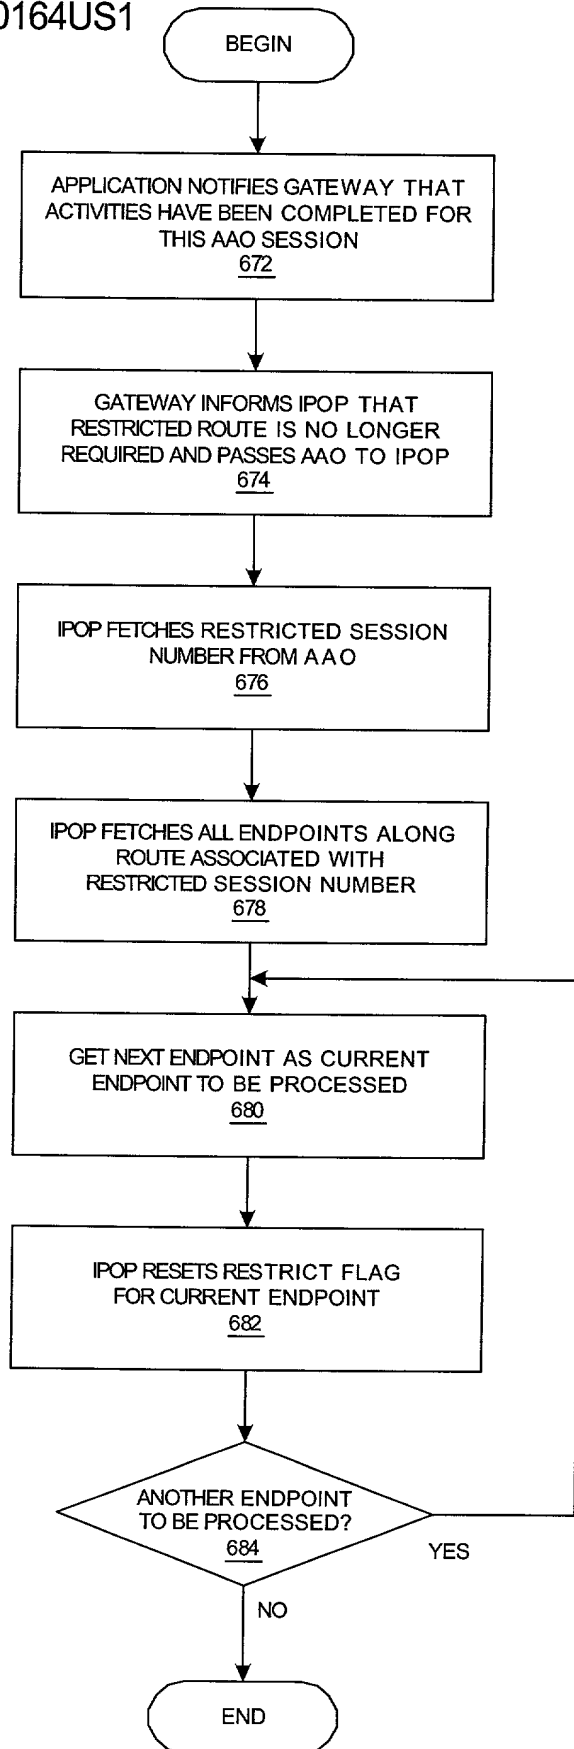 0164US1
BEGIN
APPLICATION NOTIFIES GATEWAY THAT
ACTIVITIES HAVE BEEN COMPLETED FOR
THIS AAO SESSION
672
GATEWAY INFORMS IPOP THAT
RESTRICTED ROUTE IS NO LONGER
REQUIRED AND PASSES AAO TO IPOP
674
IPOP FETCHES RESTRICTED SESSION
NUMBER FROM AAO
676
IPOP FETCHES ALL ENDPOINTS ALONG
ROUTE ASSOCIATED WITH
RESTRICTED SESSION NUMBER
678
GET NEXT ENDPOINT AS CURRENT
ENDPOINT TO BE PROCESSED
680
IPOP RESETS RESTRICT FLAG
FOR CURRENT ENDPOINT
682
ANOTHER ENDPOINT
TO BE PROCESSED?
684
YES
NO
END